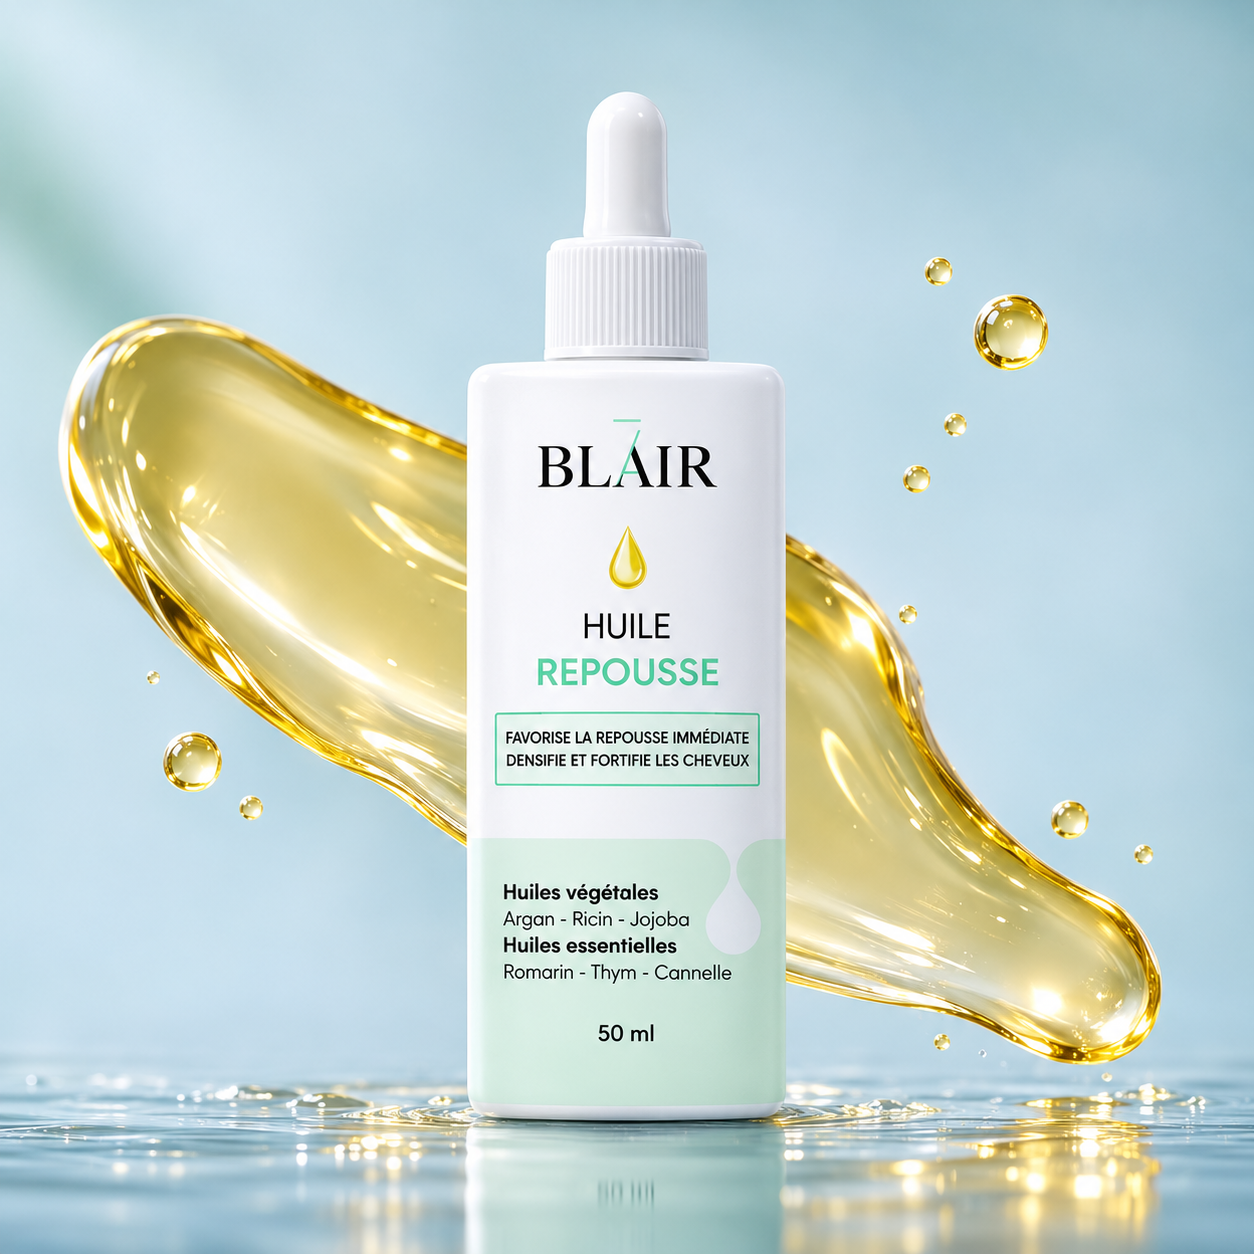 BLAIR
HUILE
REPOUSSE
FAVORISE LA REPOUSSE IMMÉDIATE
DENSIFIE ET FORTIFIE LES CHEVEUX
Huiles végétales
Argan - Ricin - Jojoba
Huiles essentielles
Romarin - Thym - Cannelle
50 ml